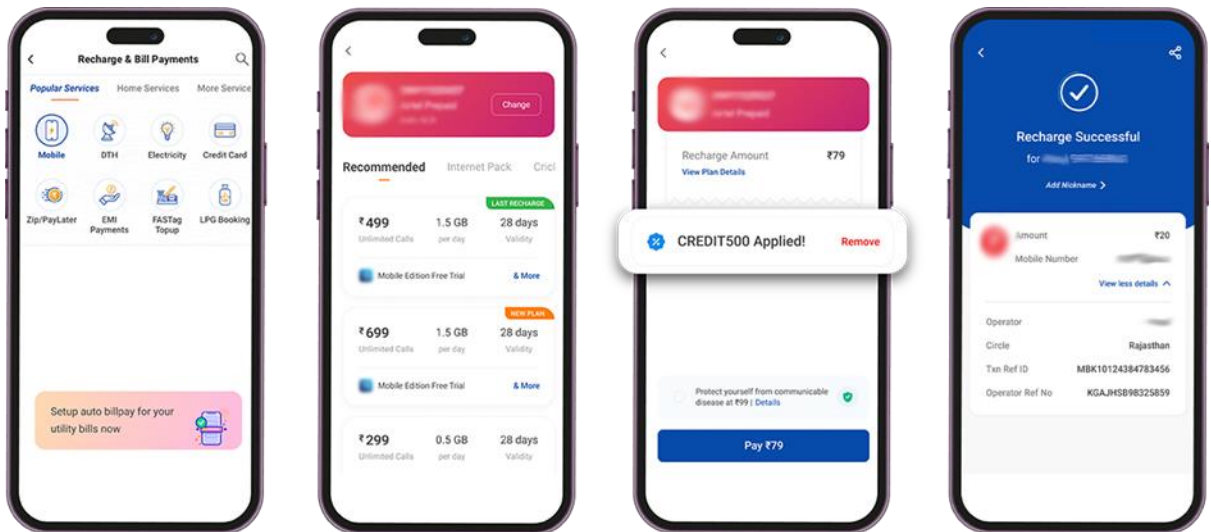 Recharge & Bill Payments
Popular Services Home Services More Service
Mobile DTH Electricity Credit Card
Zip/PayLater EMI Payments FASTag Topup LPG Booking
Setup auto billpay for your
utility bills now
Change
Recommended Internet Pack Cricl
LAST RECHARGE
₹499 1.5 GB 28 days
Unlimited Calls per day Validity
Mobile Edition Free Trial & More
NEW PLAN
₹699 1.5 GB 28 days
Unlimited Calls per day Validity
Mobile Edition Free Trial & More
₹299 0.5 GB 28 days
Unlimited Calls per day Validity
Recharge Amount ₹79
View Plan Details
CREDIT500 Applied! Remove
Protect yourself from communicable
disease at ₹99 | Details
Pay ₹79
Recharge Successful
for
Add Nickname >
Amount ₹20
Mobile Number
View less details
Operator
Circle Rajasthan
Txn Ref ID MBK10124384783456
Operator Ref No KGAJHSB98325859